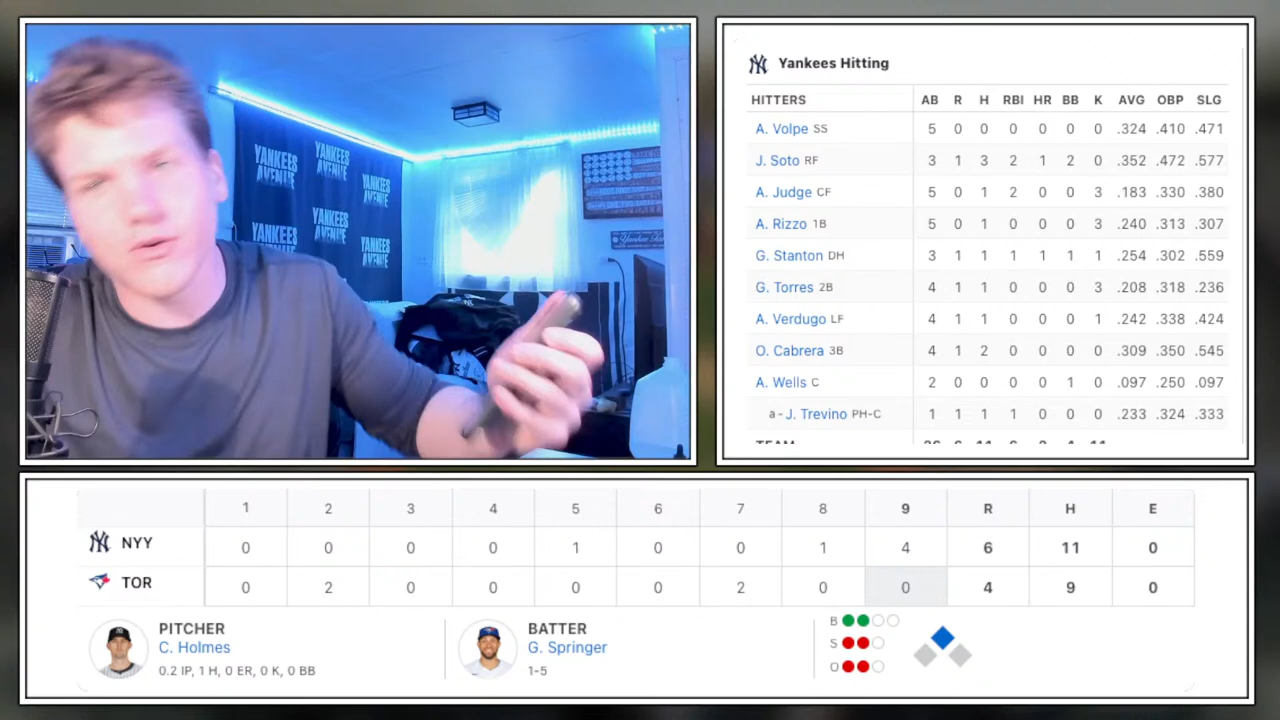 YANKEES AVENUE
YANKEES AVENUE
YANKEES AVENUE
YANKEES AVENUE
YANKEES AVENUE
YANKEES AVENUE
Yankees Hitting
HITTERS AB R H RBI HR BB K AVG OBP SLG
A. Volpe SS 5 0 0 0 0 0 0 .324 .410 .471
J. Soto RF 3 1 3 2 1 2 0 .352 .472 .577
A. Judge CF 5 0 1 2 0 0 3 .183 .330 .380
A. Rizzo 1B 5 0 1 0 0 0 3 .240 .313 .307
G. Stanton DH 3 1 1 1 1 1 1 .254 .302 .559
G. Torres 2B 4 1 1 0 0 0 3 .208 .318 .236
A. Verdugo LF 4 1 1 0 0 0 1 .242 .338 .424
O. Cabrera 3B 4 1 2 0 0 0 0 .309 .350 .545
A. Wells C 2 0 0 0 0 1 0 .097 .250 .097
a - J. Trevino PH-C 1 1 1 1 0 0 0 .233 .324 .333
1 2 3 4 5 6 7 8 9 R H E
NYY 0 0 0 0 1 0 0 1 4 6 11 0
TOR 0 2 0 0 0 0 2 0 0 4 9 0
PITCHER
C. Holmes
0.2 IP, 1 H, 0 ER, 0 K, 0 BB
BATTER
G. Springer
1-5
B
S
O